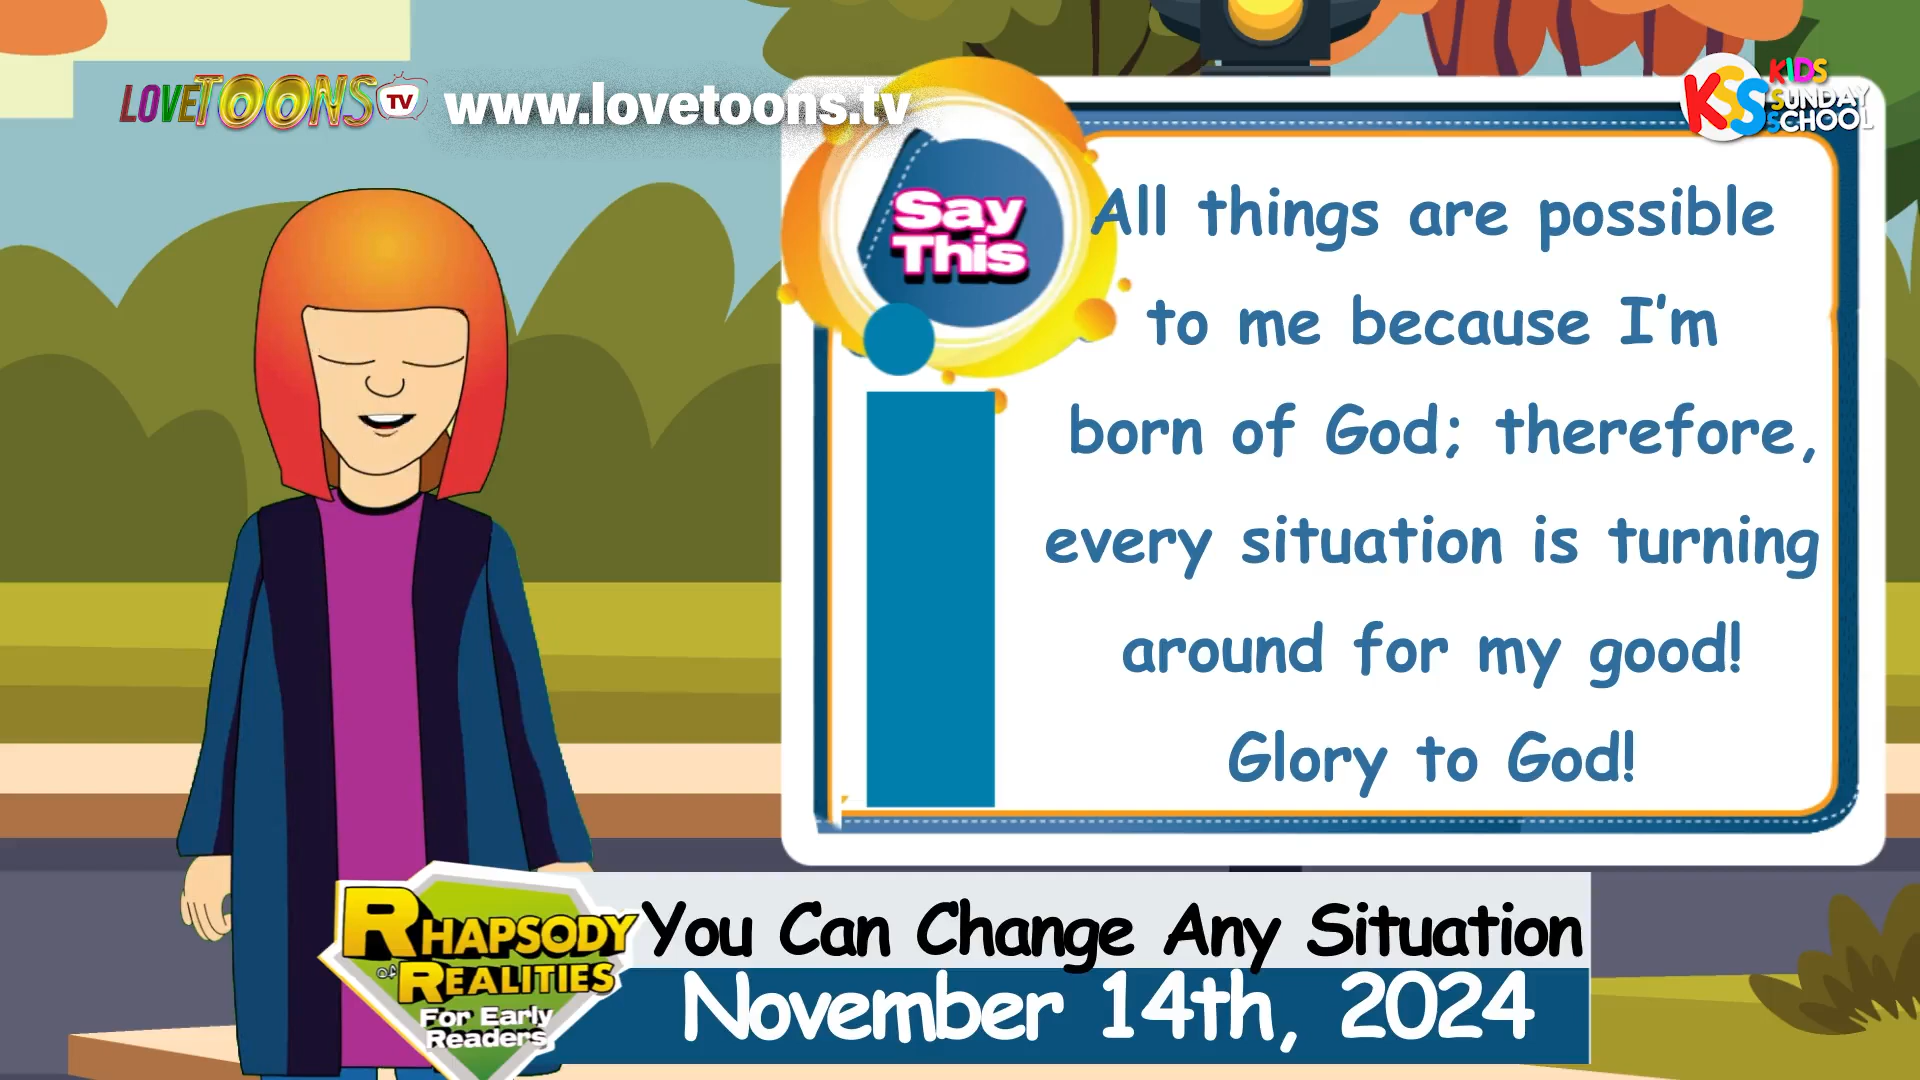 LOVETOONS TV www.lovetoons.tv
KSS KIDS SUNDAY SCHOOL
Say
This
All things are possible
to me because I'm
born of God; therefore,
every situation is turning
around for my good!
Glory to God!
RHAPSODY
OF REALITIES
For Early
Readers
You Can Change Any Situation
November 14th, 2024